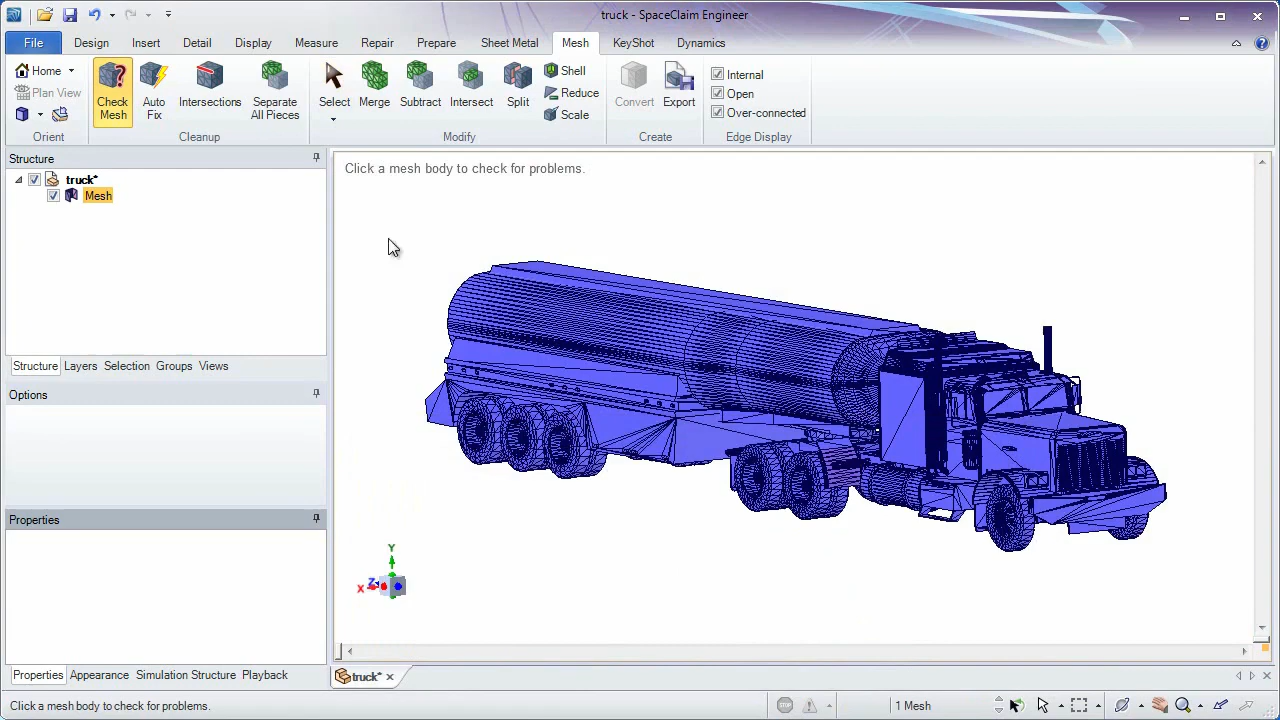 truck - SpaceClaim Engineer
File Design Insert Detail Display Measure Repair Prepare Sheet Metal Mesh KeyShot Dynamics
Home
Plan View
Orient
Check Mesh
Auto Fix
Intersections
Separate All Pieces
Cleanup
Select
Merge
Subtract
Intersect
Split
Shell
Reduce
Scale
Modify
Convert
Export
Create
Internal
Open
Over-connected
Edge Display
Structure
truck*
Mesh
Structure Layers Selection Groups Views
Options
Properties
Properties Appearance Simulation Structure Playback
Click a mesh body to check for problems.
Y
Z
X
truck*
Click a mesh body to check for problems.
1 Mesh